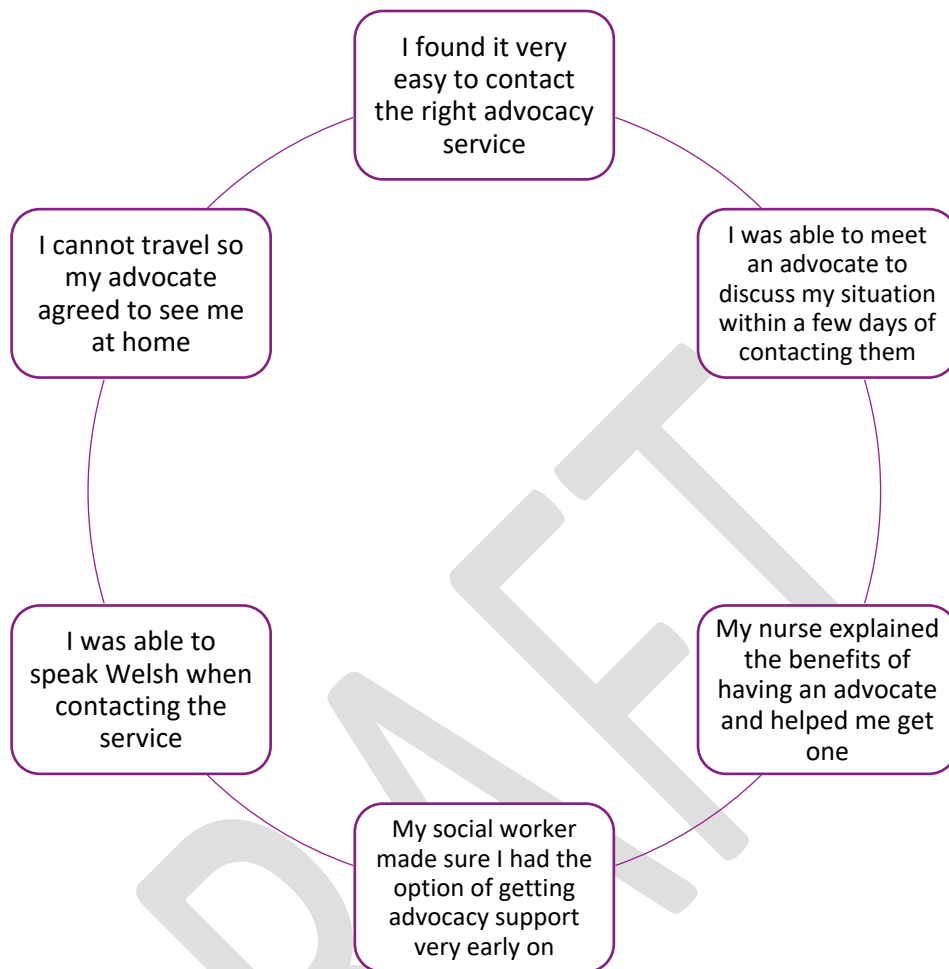 I found it very
easy to contact
the right advocacy
service
I was able to meet
an advocate to
discuss my situation
within a few days of
contacting them
My nurse explained
the benefits of
having an advocate
and helped me get
one
My social worker
made sure I had the
option of getting
advocacy support
very early on
I was able to
speak Welsh when
contacting the
service
I cannot travel so
my advocate
agreed to see me
at home
DRAFT